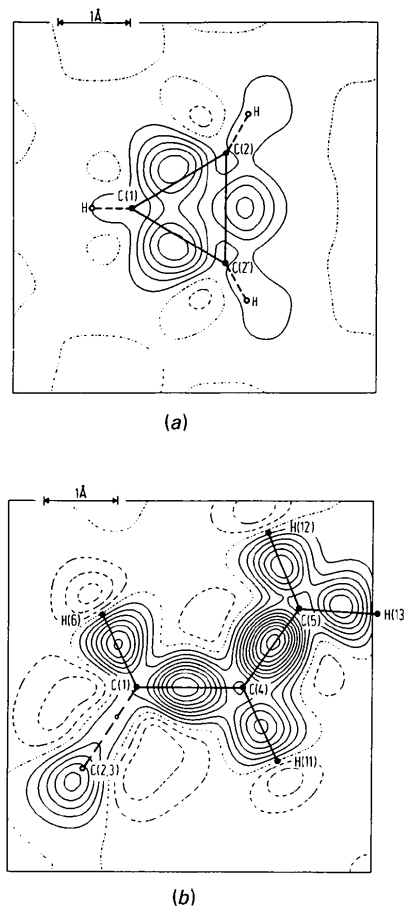 1Å
H
C(2)
C(1)
H
C(2')
H
(a)
1Å
H(12)
H(6)
C(5)
H(13
C(1)
C(4)
C(2,3)
H(11)
(b)